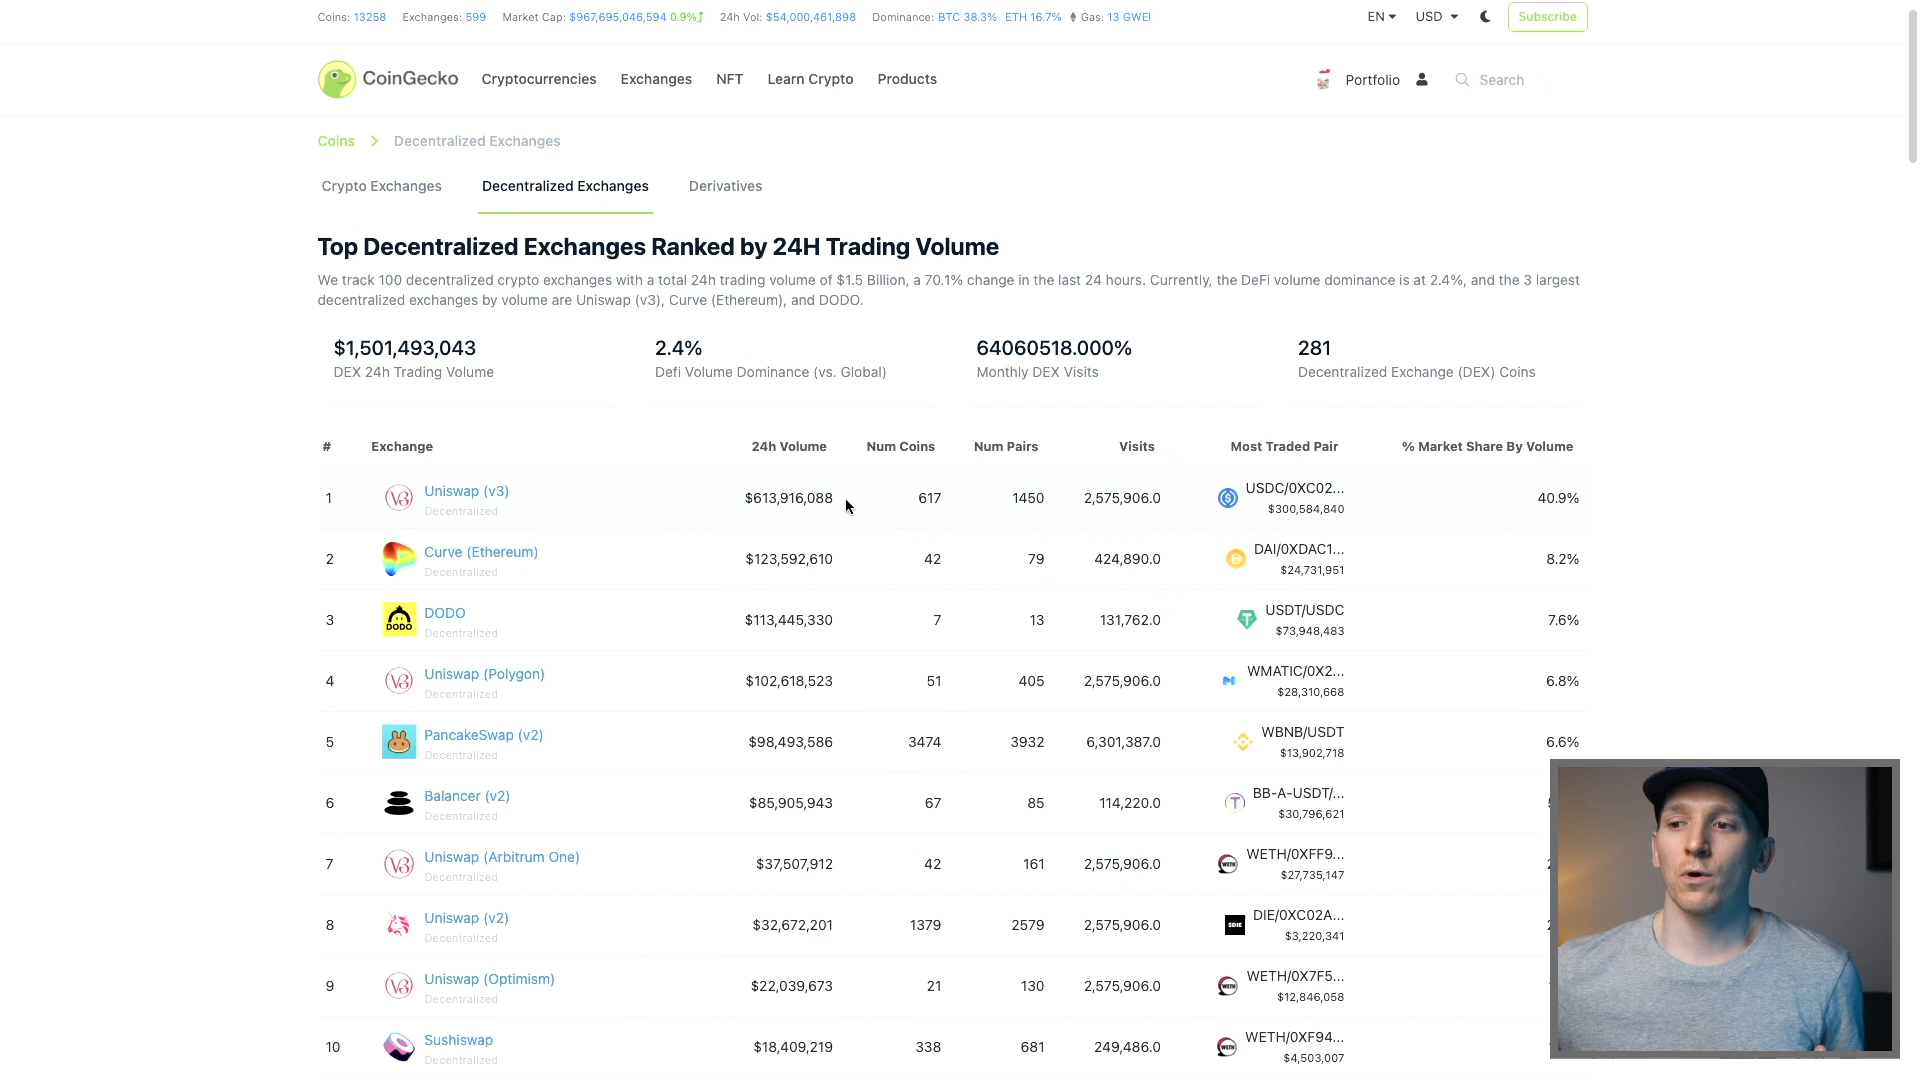 Coins: 13258 Exchanges: 599 Market Cap: $967,695,046,594 0.9% 24h Vol: $54,000,461,898 Dominance: BTC 38.3% ETH 16.7% Gas: 13 GWEI EN USD Subscribe
CoinGecko Cryptocurrencies Exchanges NFT Learn Crypto Products Portfolio Search
Coins > Decentralized Exchanges
Crypto Exchanges Decentralized Exchanges Derivatives
Top Decentralized Exchanges Ranked by 24H Trading Volume
We track 100 decentralized crypto exchanges with a total 24h trading volume of $1.5 Billion, a 70.1% change in the last 24 hours. Currently, the DeFi volume dominance is at 2.4%, and the 3 largest
decentralized exchanges by volume are Uniswap (v3), Curve (Ethereum), and DODO.
$1,501,493,043 2.4% 64060518.000% 281
DEX 24h Trading Volume Defi Volume Dominance (vs. Global) Monthly DEX Visits Decentralized Exchange (DEX) Coins
# Exchange 24h Volume Num Coins Num Pairs Visits Most Traded Pair % Market Share By Volume
1 Uniswap (v3) $613,916,088 617 1450 2,575,906.0 USDC/0XC02... 40.9%
Decentralized $300,584,840
2 Curve (Ethereum) $123,592,610 42 79 424,890.0 DAI/0XDAC1... 8.2%
Decentralized $24,731,951
3 DODO DODO $113,445,330 7 13 131,762.0 USDT/USDC 7.6%
Decentralized $73,948,483
4 Uniswap (Polygon) $102,618,523 51 405 2,575,906.0 WMATIC/0X2... 6.8%
Decentralized $28,310,668
5 PancakeSwap (v2) $98,493,586 3474 3932 6,301,387.0 WBNB/USDT 6.6%
Decentralized $13,902,718
6 Balancer (v2) $85,905,943 67 85 114,220.0 BB-A-USDT/...
Decentralized $30,796,621
7 Uniswap (Arbitrum One) $37,507,912 42 161 2,575,906.0 WETH/0XFF9...
Decentralized $27,735,147
8 Uniswap (v2) $32,672,201 1379 2579 2,575,906.0 DIE/0XC02A...
Decentralized $3,220,341
9 Uniswap (Optimism) $22,039,673 21 130 2,575,906.0 WETH/0X7F5...
Decentralized $12,846,058
10 Sushiswap $18,409,219 338 681 249,486.0 WETH/0XF94...
Decentralized $4,503,007